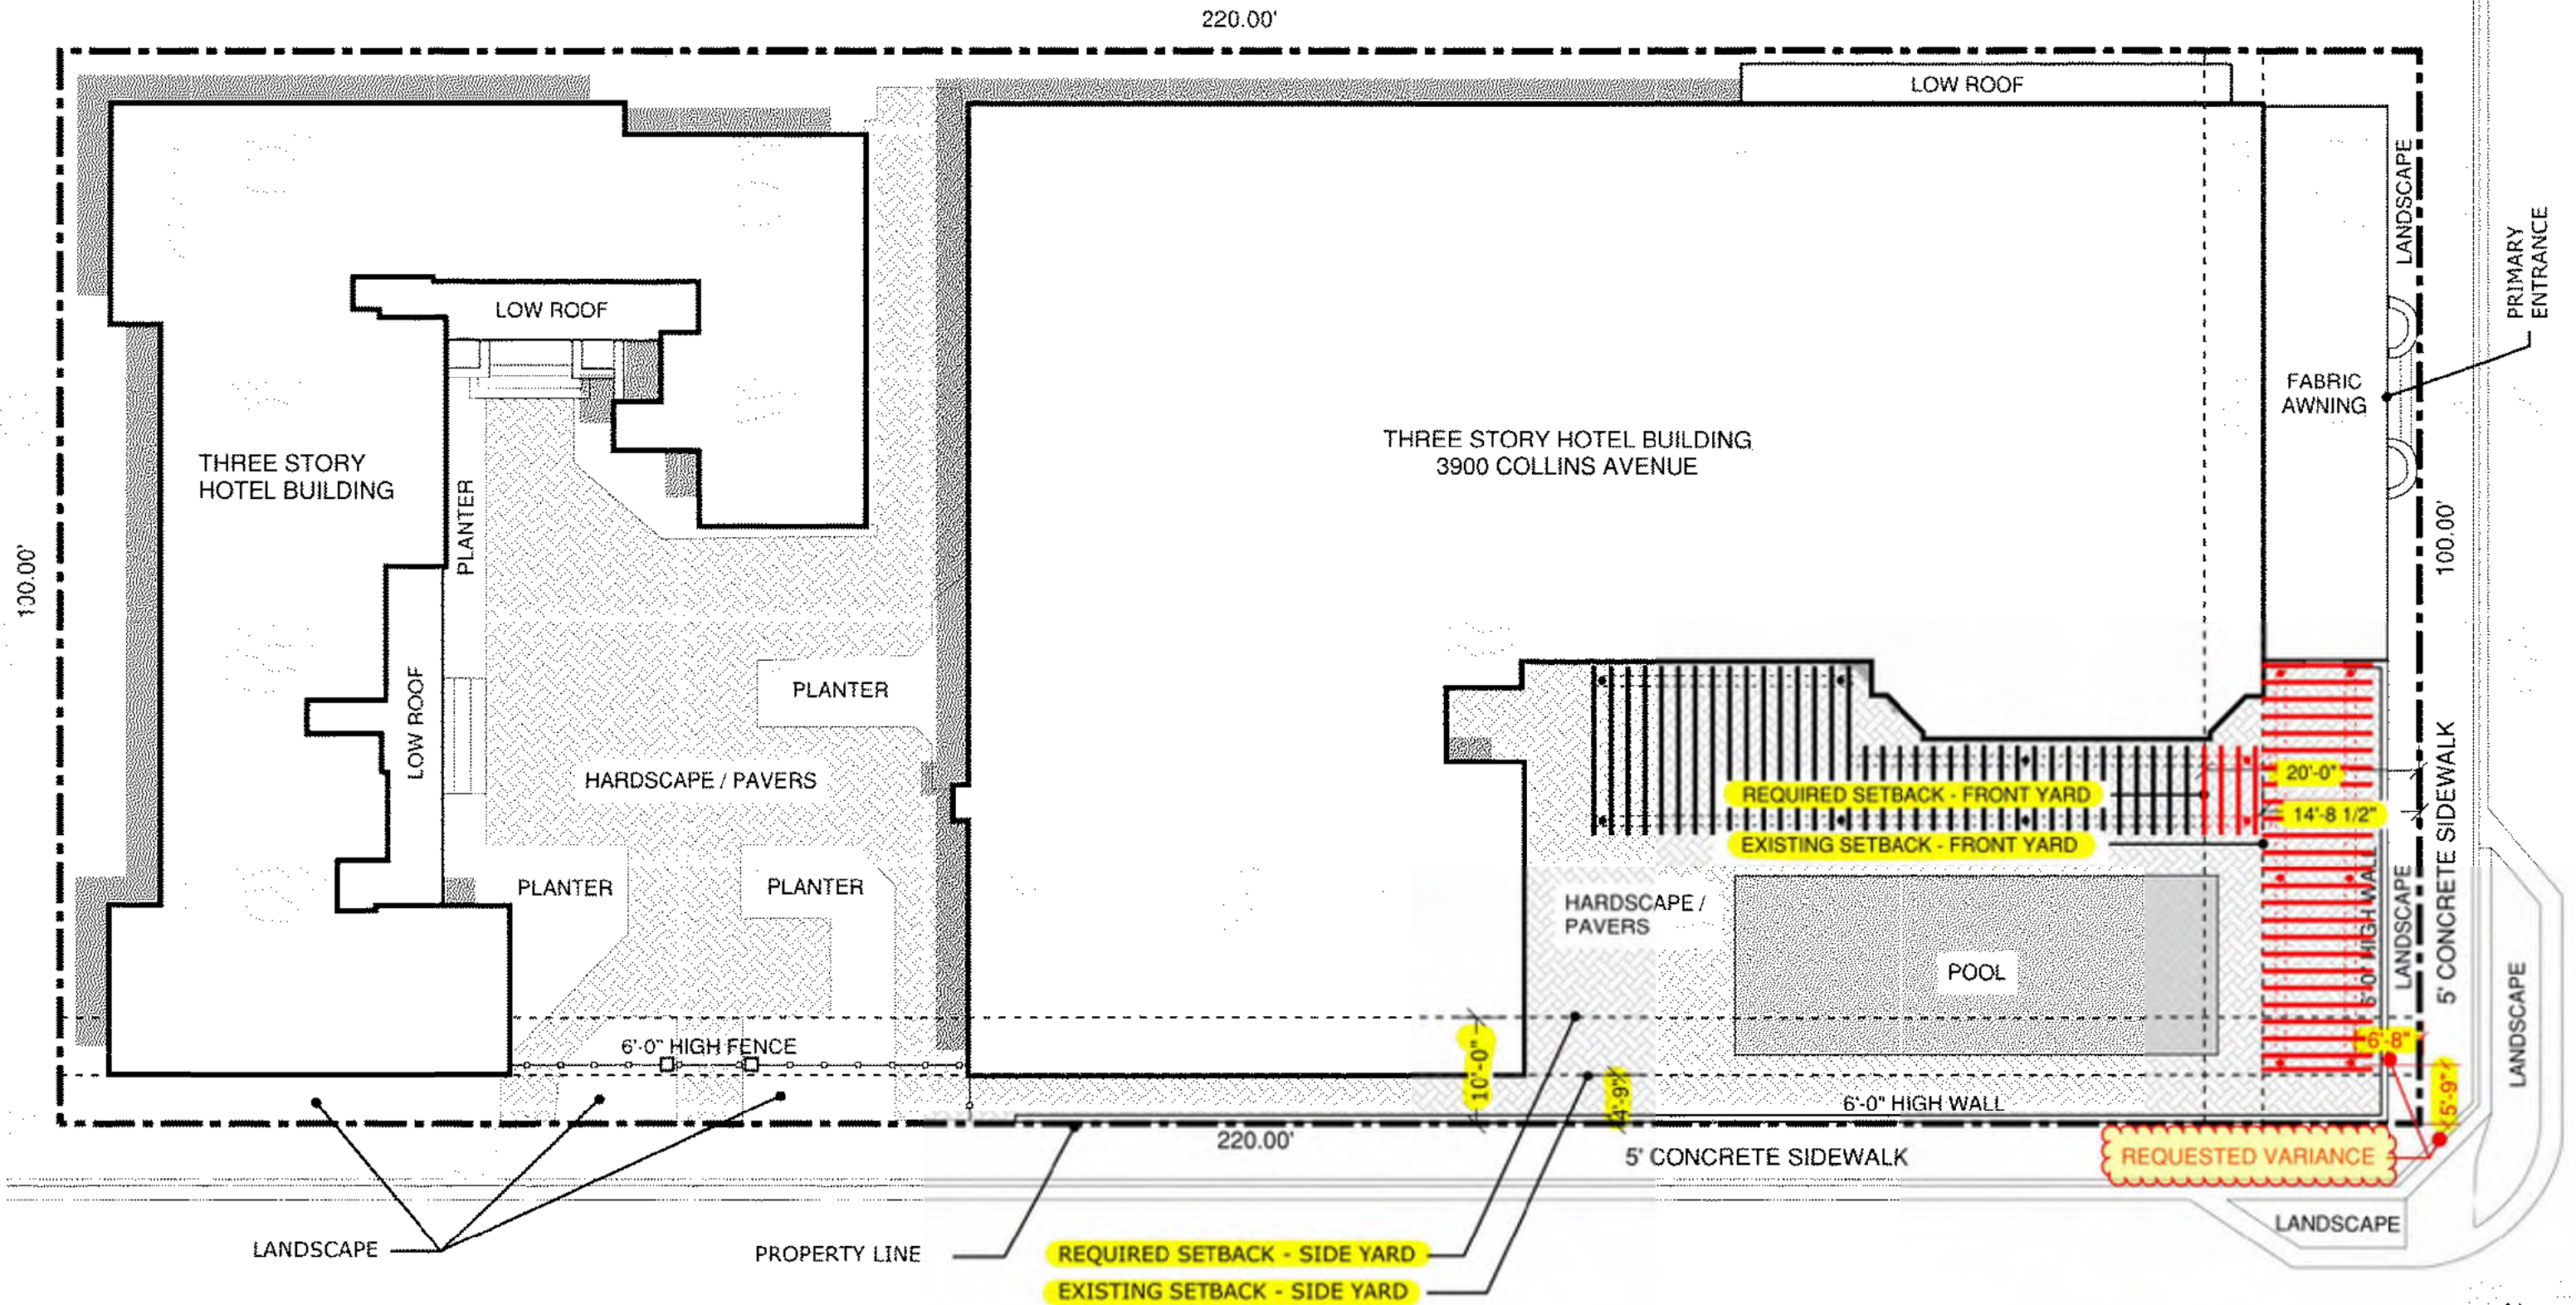 220.00'
LOW ROOF
LANDSCAPE
PRIMARY
ENTRANCE
LOW ROOF
FABRIC
AWNING
THREE STORY HOTEL BUILDING
3900 COLLINS AVENUE
THREE STORY
HOTEL BUILDING
PLANTER
100.00'
100.00'
PLANTER
LOW ROOF
HARDSCAPE / PAVERS
20'-0"
REQUIRED SETBACK - FRONT YARD
14'-8 1/2"
EXISTING SETBACK - FRONT YARD
5' CONCRETE SIDEWALK
PLANTER
PLANTER
HARDSCAPE /
PAVERS
POOL
6'-0" HIGH WALL
LANDSCAPE
LANDSCAPE
6'-0" HIGH FENCE
10'-0"
4'-9"
6'-8"
5'-9"
6'-0" HIGH WALL
220.00'
5' CONCRETE SIDEWALK
REQUESTED VARIANCE
LANDSCAPE
LANDSCAPE
PROPERTY LINE
REQUIRED SETBACK - SIDE YARD
EXISTING SETBACK - SIDE YARD